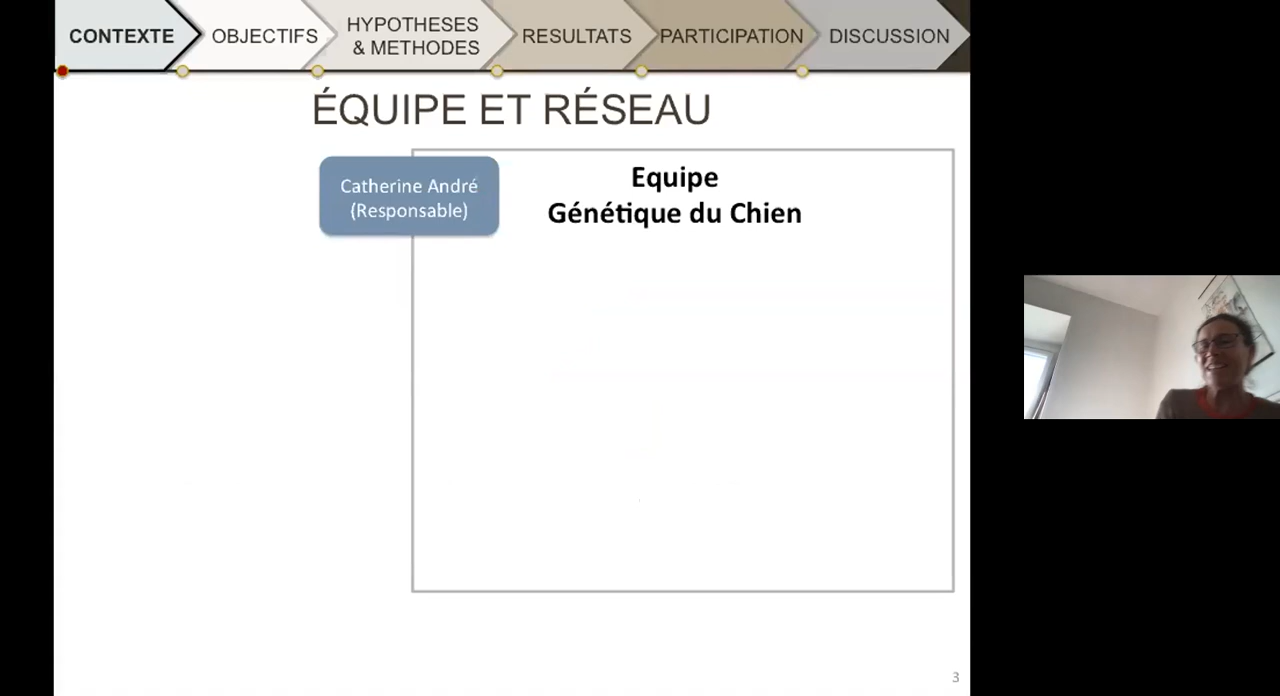 CONTEXTE
OBJECTIFS
HYPOTHESES
& METHODES
RESULTATS
PARTICIPATION
DISCUSSION
ÉQUIPE ET RÉSEAU
Catherine André
(Responsable)
Equipe
Génétique du Chien
3